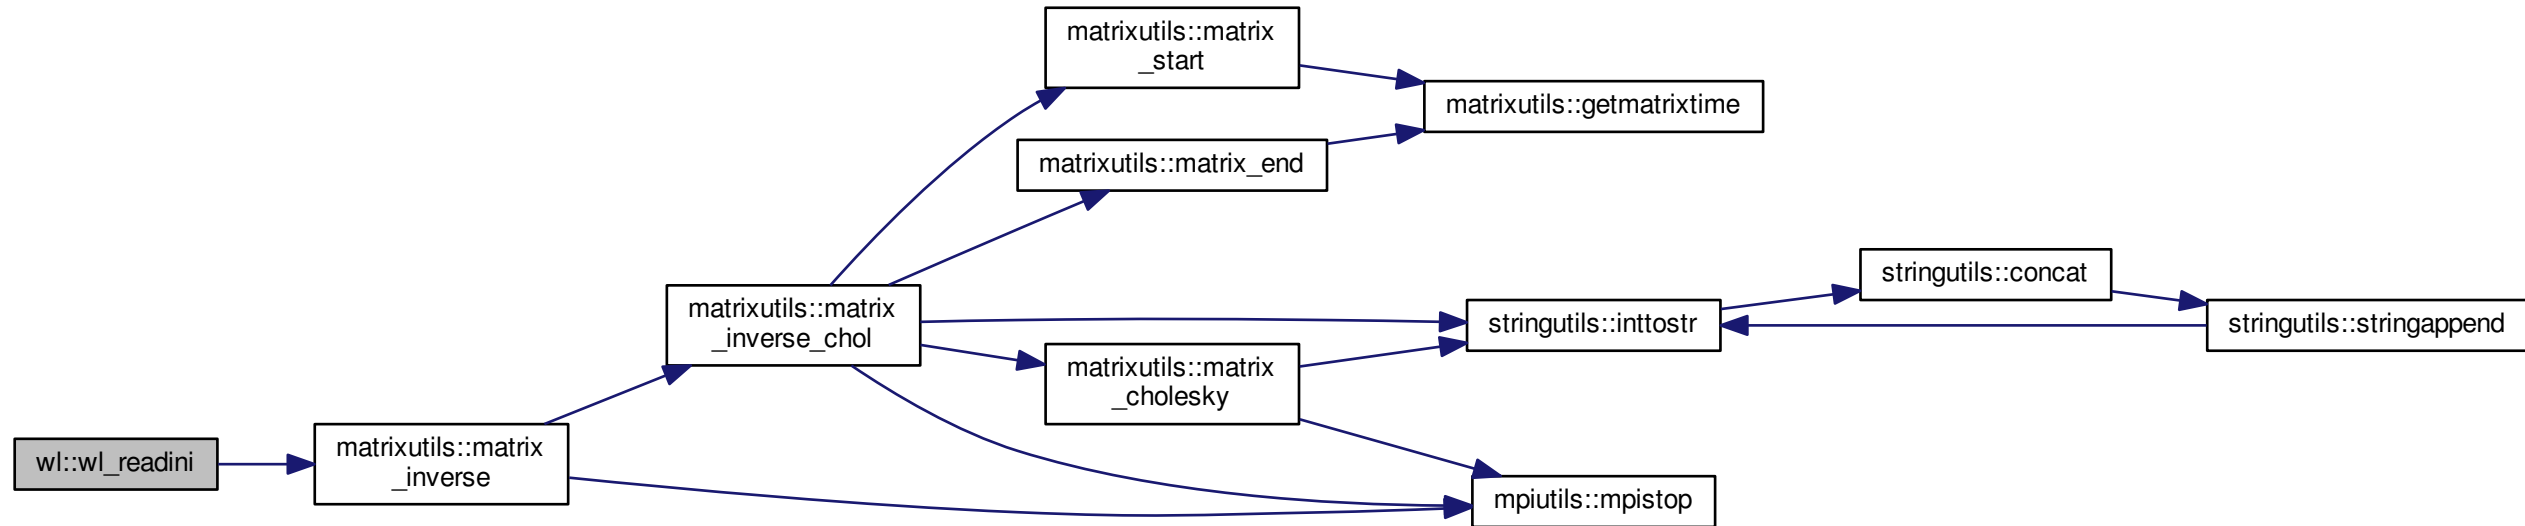 matrixutils::matrix
_start
matrixutils::getmatrixtime
matrixutils::matrix_end
stringutils::concat
matrixutils::matrix
_inverse_chol
stringutils::inttostr
stringutils::stringappend
matrixutils::matrix
_cholesky
wl::wl_readini
matrixutils::matrix
_inverse
mpiutils::mpistop